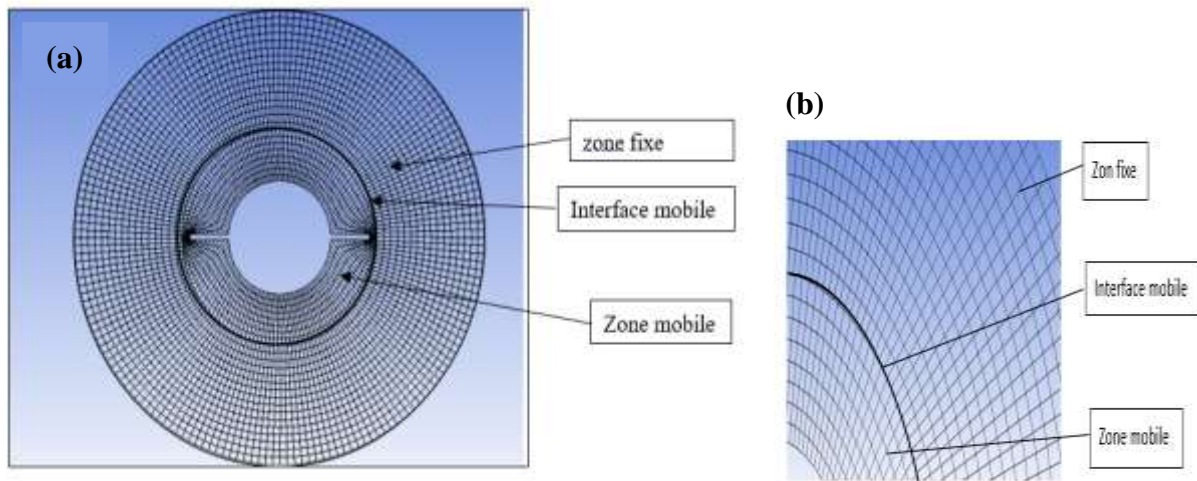 (a)
zone fixe
Interface mobile
Zone mobile
(b)
Zon fixe
Interface mobile
Zone mobile